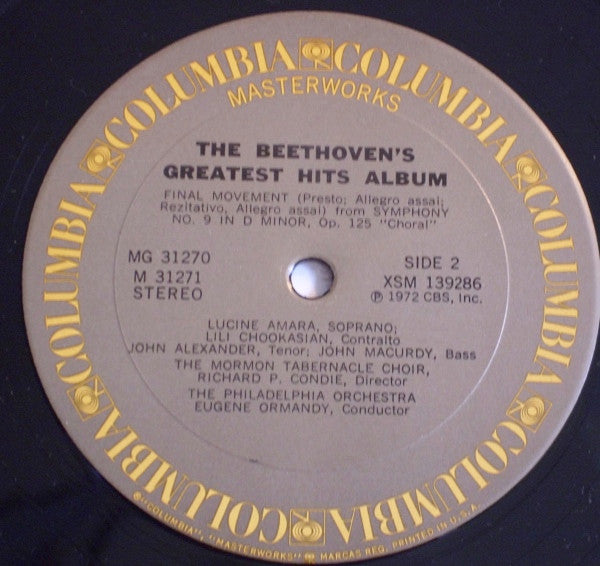 COLUMBIA COLUMBIA COLUMBIA COLUMBIA COLUMBIA COLUMBIA COLUMBIA COLUMBIA
MASTERWORKS
THE BEETHOVEN'S
GREATEST HITS ALBUM
FINAL MOVEMENT (Presto; Allegro assai;
Rezitativo, Allegro assai) from SYMPHONY
NO. 9 IN D MINOR, Op. 125 "Choral"
MG 31270
M 31271
STEREO
SIDE 2
XSM 139286
℗ 1972 CBS, Inc.
LUCINE AMARA, SOPRANO;
LILI CHOOKASIAN, Contralto
JOHN ALEXANDER, Tenor; JOHN MACURDY, Bass
THE MORMON TABERNACLE CHOIR,
RICHARD P. CONDIE, Director
THE PHILADELPHIA ORCHESTRA
EUGENE ORMANDY, Conductor
® "COLUMBIA", "MASTERWORKS" MARCAS REG. PRINTED IN U.S.A.